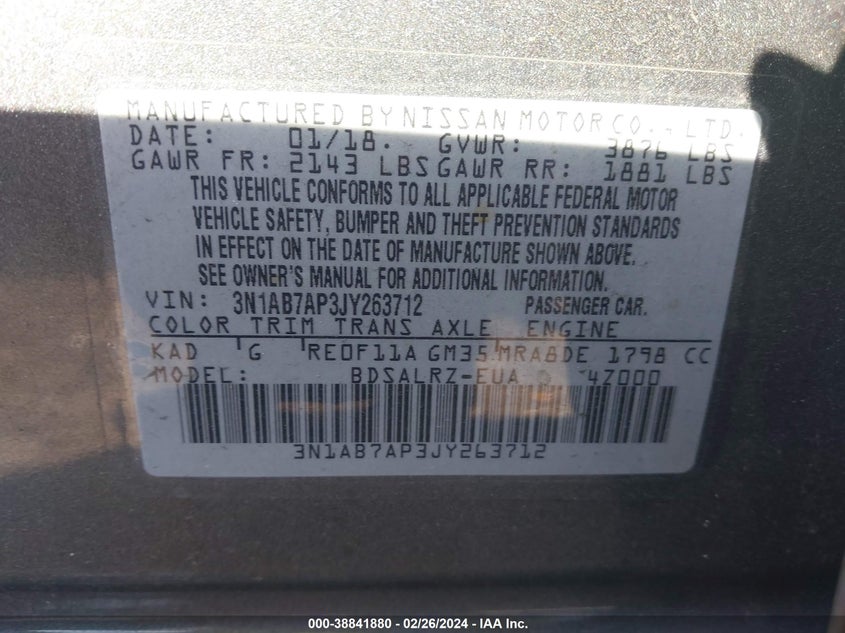 MANUFACTURED BY NISSAN MOTOR CO., LTD.
DATE: 01/18. GVWR: 3876 LBS
GAWR FR: 2143 LBS GAWR RR: 1881 LBS
THIS VEHICLE CONFORMS TO ALL APPLICABLE FEDERAL MOTOR
VEHICLE SAFETY, BUMPER AND THEFT PREVENTION STANDARDS
IN EFFECT ON THE DATE OF MANUFACTURE SHOWN ABOVE.
SEE OWNER'S MANUAL FOR ADDITIONAL INFORMATION.
VIN: 3N1AB7AP3JY263712 PASSENGER CAR.
COLOR TRIM TRANS AXLE ENGINE
KAD G RE0F11A GM35 MRA8DE 1798 CC
MODEL: BDSALRZ-EUA 4Z000
3N1AB7AP3JY263712
000-38841880 - 02/26/2024 - © IAA Inc.